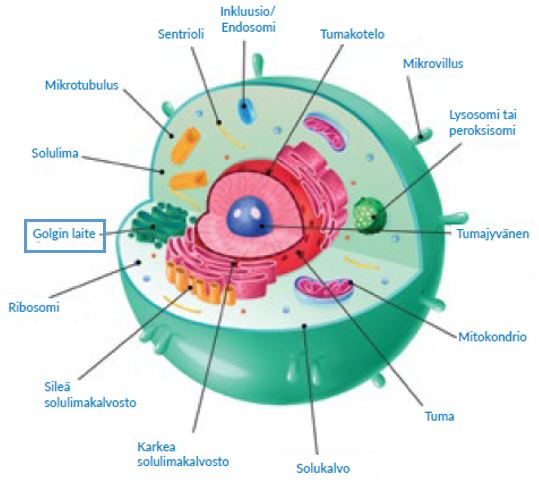 Inkluusio/
Endosomi
Sentrioli
Tumakotelo
Mikrovillus
Mikrotubulus
Lysosomi tai
peroksisomi
Solulima
Golgin laite
Tumajyvänen
Ribosomi
Mitokondrio
Sileä
solulimakalvosto
Tuma
Karkea
solulimakalvosto
Solukalvo